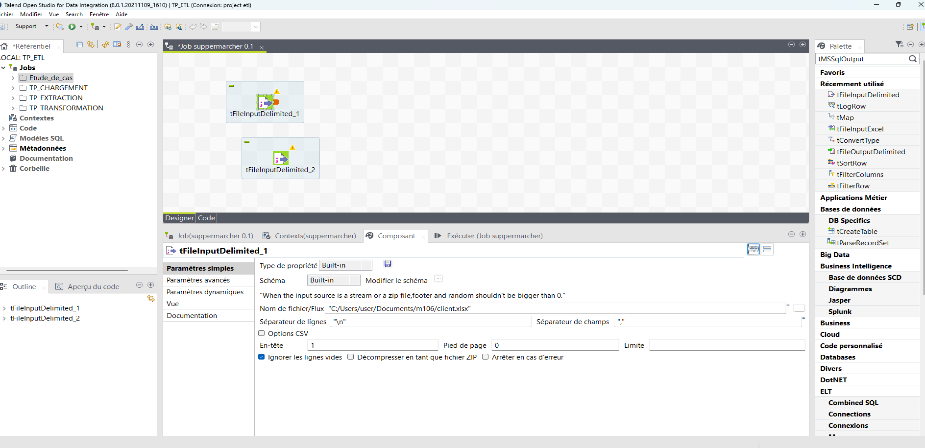 Talend Open Studio for Data Integration (8.0.1.20211109_1610) | TP_ETL (Connexion: project etl)
chier Modifier Vue Search Fenêtre Aide
Support
*Référentiel
LOCAL: TP_ETL
Jobs
Etude_de_cas
TP_CHARGEMENT
TP_EXTRACTION
TP_TRANSFORMATION
Contextes
Code
Modèles SQL
Métadonnées
Documentation
Corbeille
Outline
Aperçu du code
tFileInputDelimited_1
tFileInputDelimited_2
*Job suppermarcher 0.1
tFileInputDelimited_1
tFileInputDelimited_2
Designer Code
Job(suppermarcher 0.1) Contexts(suppermarcher) Composant Exécuter (Job suppermarcher)
tFileInputDelimited_1
Paramètres simples
Paramètres avancés
Paramètres dynamiques
Vue
Documentation
Type de propriété Built-in
Schéma Built-in Modifier le schéma
"When the input source is a stream or a zip file,footer and random shouldn't be bigger than 0."
Nom de fichier/Flux "C:/Users/user/Documents/m106/client.xlsx"
Séparateur de lignes "\n" Séparateur de champs ","
Options CSV
En-tête 1 Pied de page 0 Limite
Ignorer les lignes vides Décompresser en tant que fichier ZIP Arrêter en cas d'erreur
Palette
tMSSqlOutput
Favoris
Récemment utilisé
tFileInputDelimited
tLogRow
tMap
tFileInputExcel
tConvertType
tFileOutputDelimited
tSortRow
tFilterColumns
tFilterRow
Applications Métier
Bases de données
DB Specifics
tCreateTable
tParseRecordSet
Big Data
Business Intelligence
Base de données SCD
Diagrammes
Jasper
Splunk
Business
Cloud
Code personnalisé
Databases
Divers
DotNET
ELT
Combined SQL
Connections
Connexions